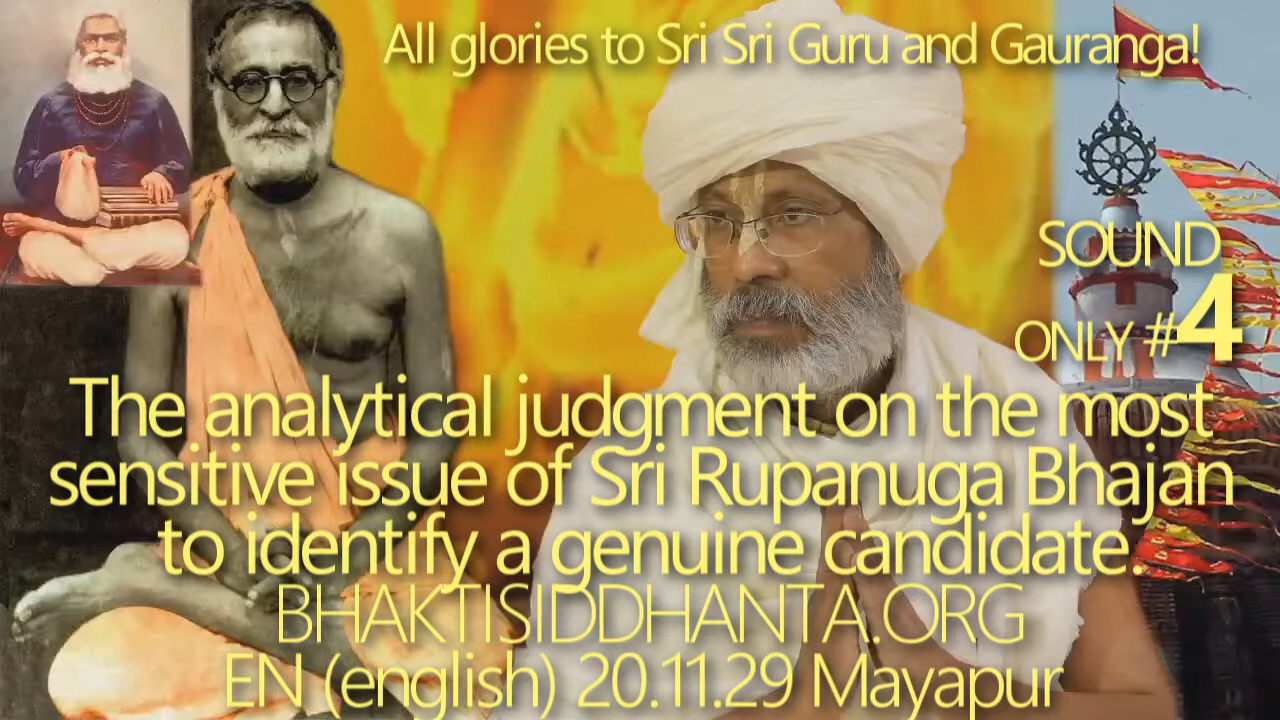 All glories to Sri Sri Guru and Gauranga!
SOUND
ONLY #4
The analytical judgment on the most
sensitive issue of Sri Rupanuga Bhajan
to identify a genuine candidate.
BHAKTISIDDHANTA.ORG
EN (english) 20.11.29 Mayapur